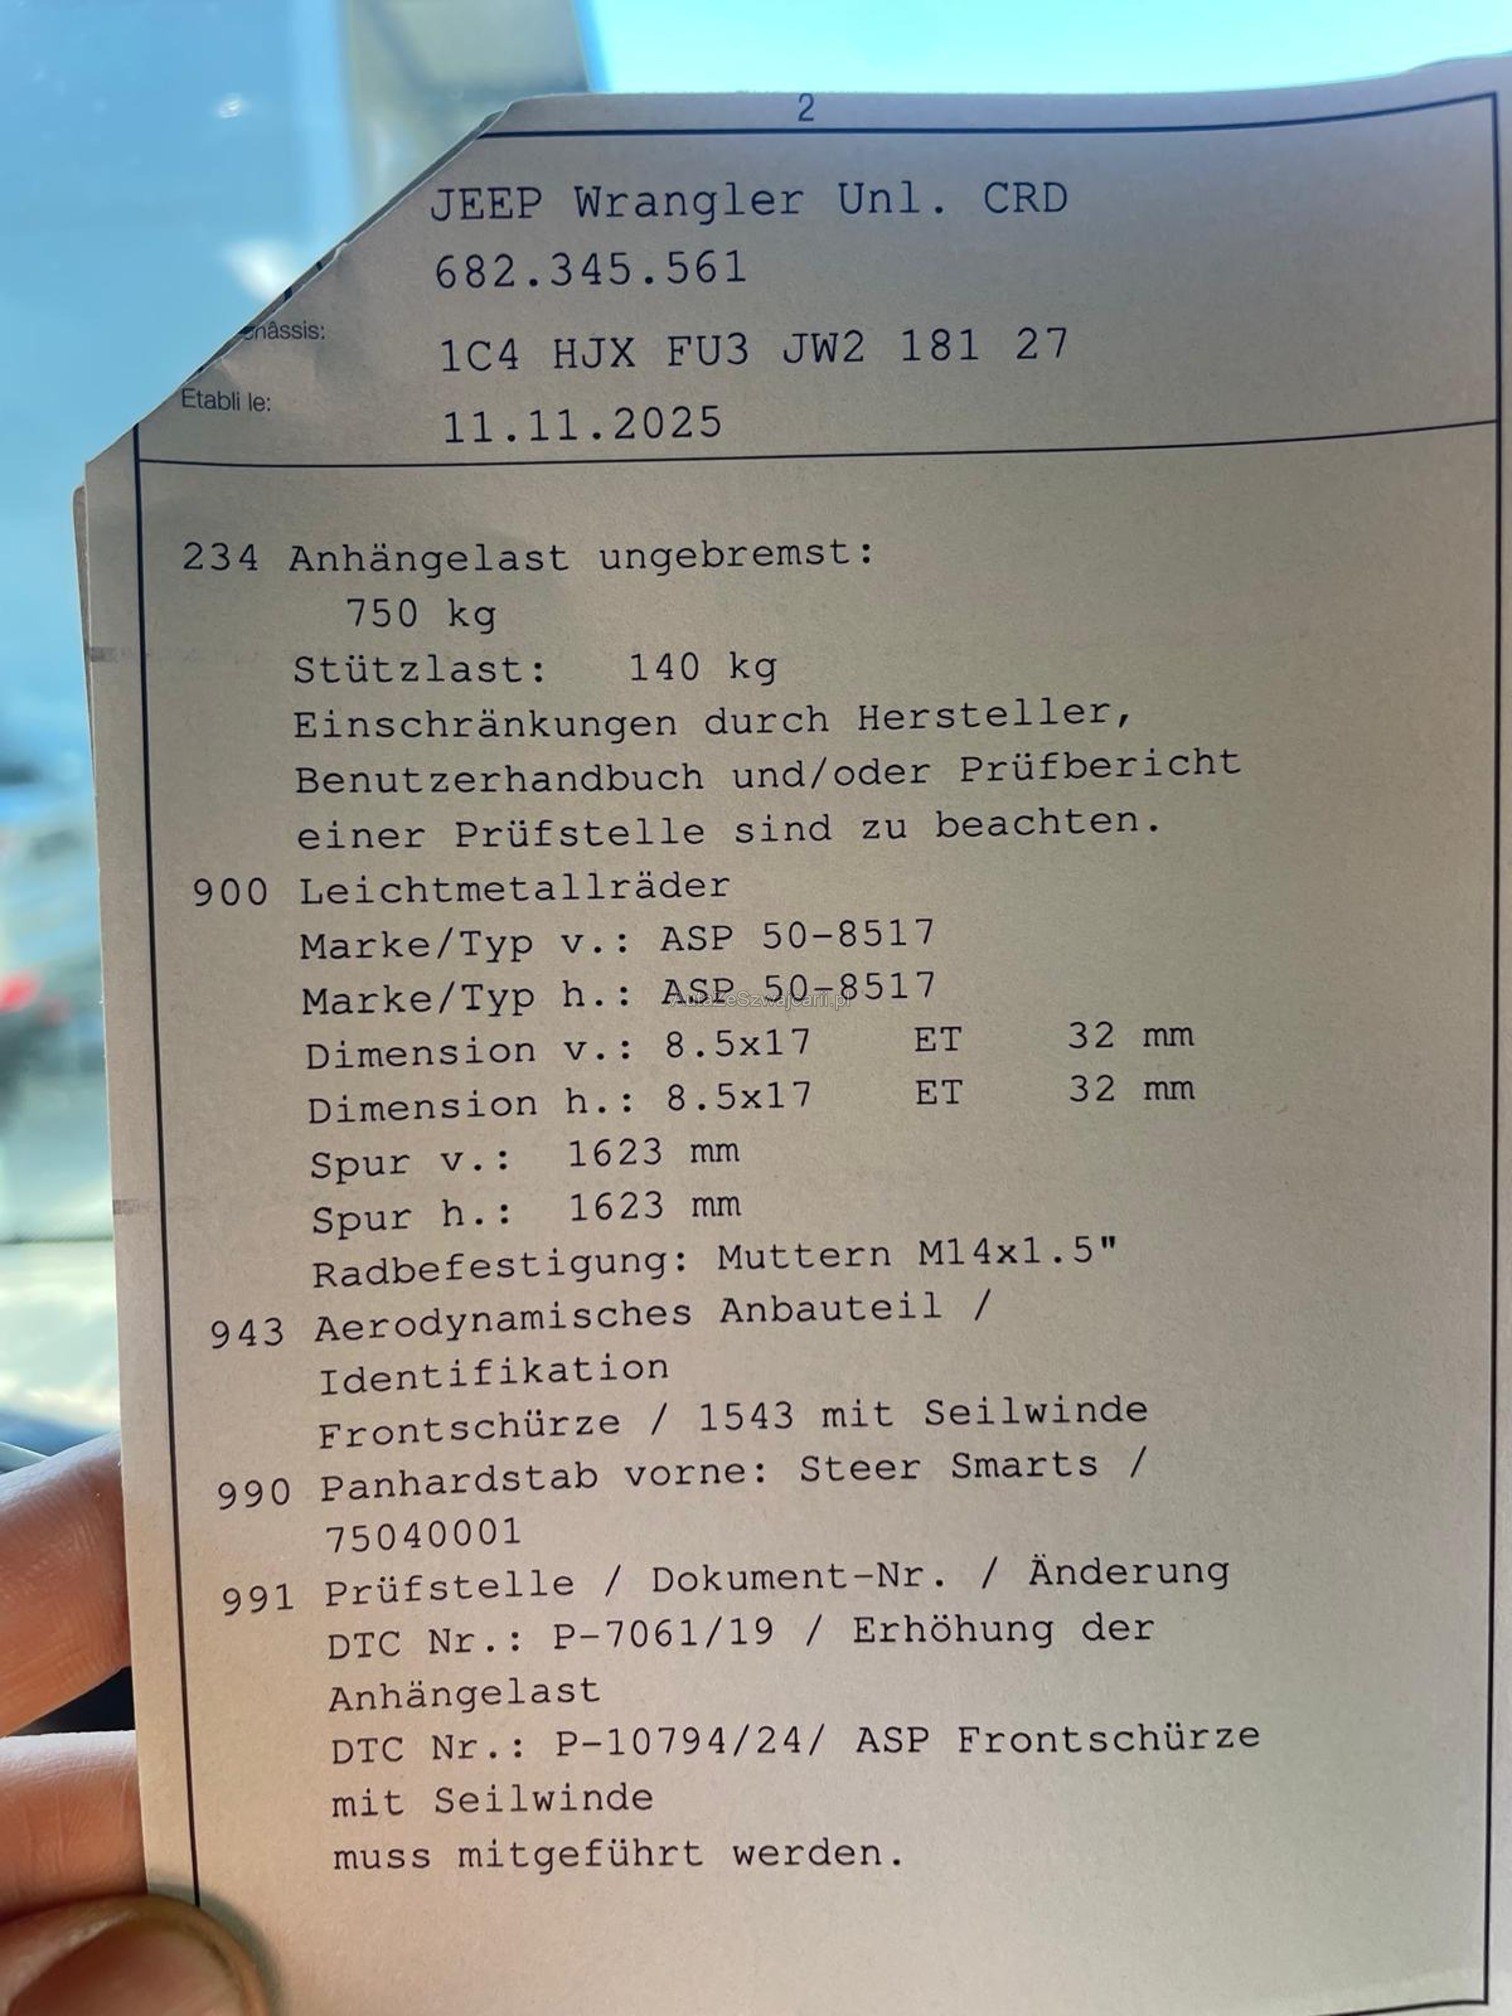 2
JEEP Wrangler Unl. CRD
682.345.561
hâssis: 1C4 HJX FU3 JW2 181 27
Etabli le: 11.11.2025
234 Anhängelast ungebremst:
750 kg
Stützlast: 140 kg
Einschränkungen durch Hersteller,
Benutzerhandbuch und/oder Prüfbericht
einer Prüfstelle sind zu beachten.
900 Leichtmetallräder
Marke/Typ v.: ASP 50-8517
Marke/Typ h.: ASP 50-8517
AutaZeSzwajcarii.pl
Dimension v.: 8.5x17 ET 32 mm
Dimension h.: 8.5x17 ET 32 mm
Spur v.: 1623 mm
Spur h.: 1623 mm
Radbefestigung: Muttern M14x1.5"
943 Aerodynamisches Anbauteil /
Identifikation
Frontschürze / 1543 mit Seilwinde
990 Panhardstab vorne: Steer Smarts /
75040001
991 Prüfstelle / Dokument-Nr. / Änderung
DTC Nr.: P-7061/19 / Erhöhung der
Anhängelast
DTC Nr.: P-10794/24/ ASP Frontschürze
mit Seilwinde
muss mitgeführt werden.